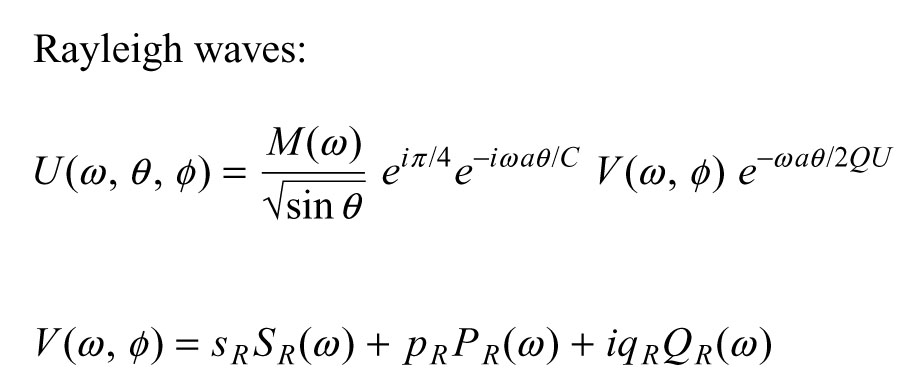 Rayleigh waves:
U(ω, θ, ϕ) = M(ω)/√sin θ e^{iπ/4} e^{−iωaθ/C} V(ω, ϕ) e^{−ωaθ/2QU}
V(ω, ϕ) = s_R S_R(ω) + p_R P_R(ω) + iq_R Q_R(ω)